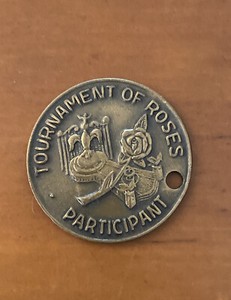 TOURNAMENT OF ROSES
PARTICIPANT